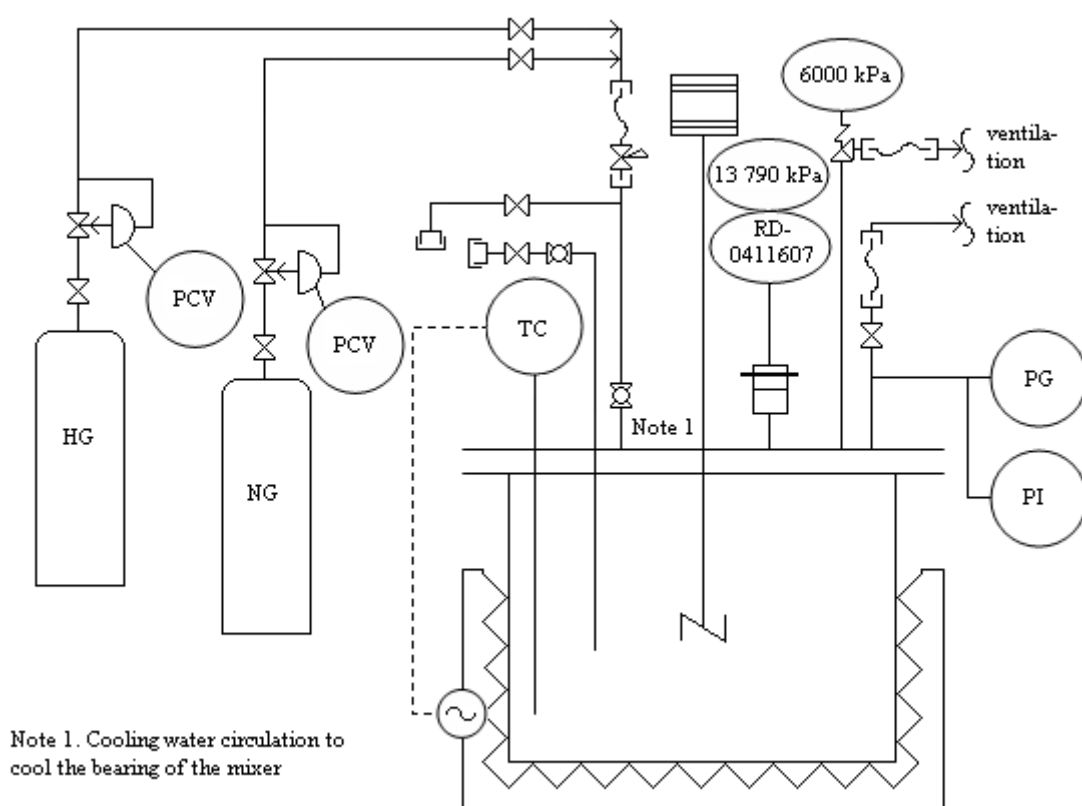 6000 kPa
ventila-
tion
13 790 kPa
RD-
0411607
ventila-
tion
PCV
PCV
TC
PG
HG
Note 1
NG
PI
Note 1. Cooling water circulation to
cool the bearing of the mixer